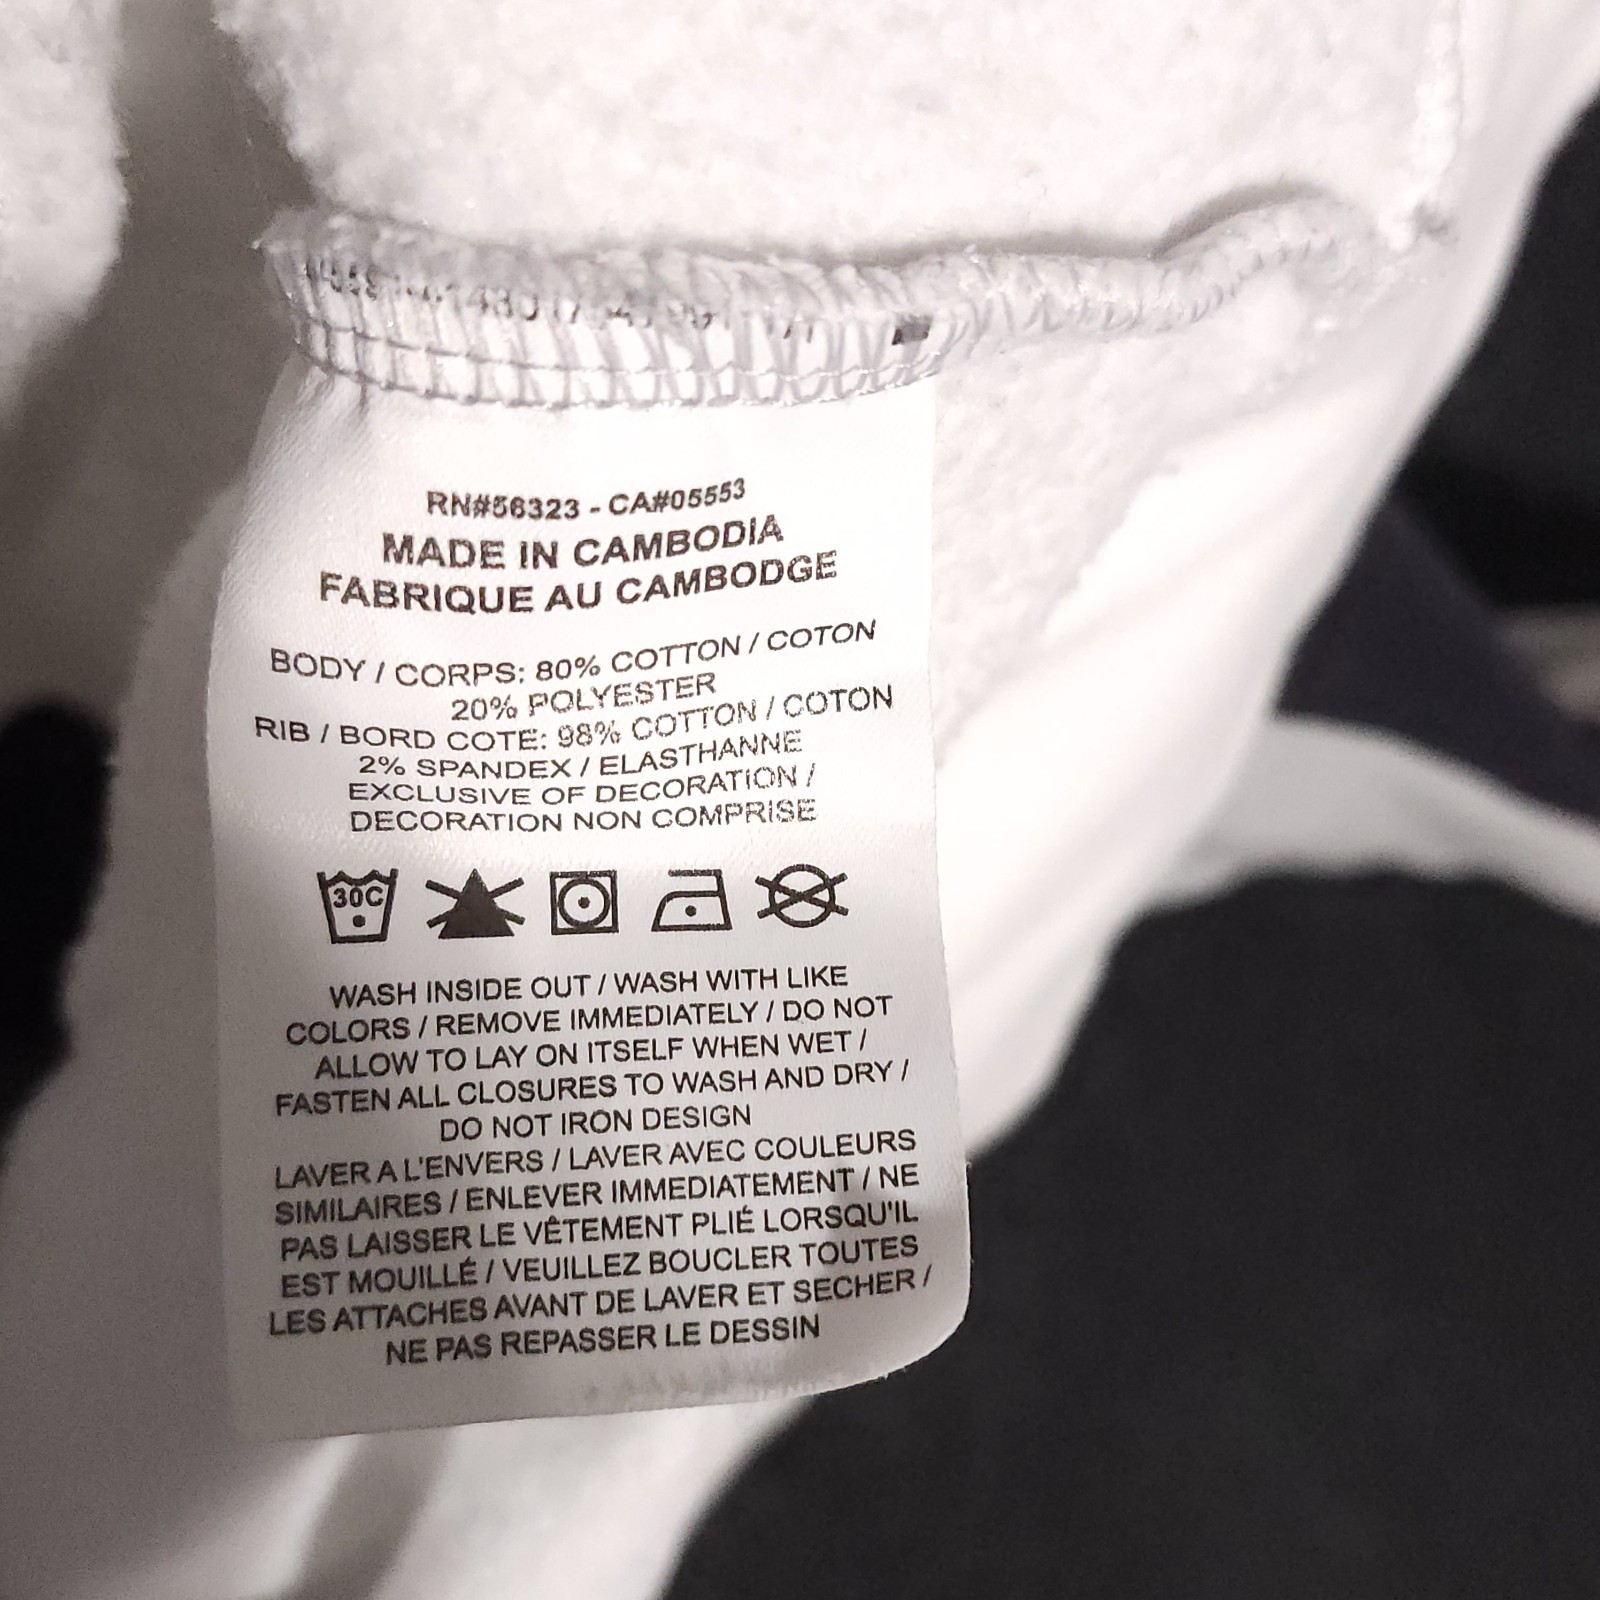 RN#56323 - CA#05553
MADE IN CAMBODIA
FABRIQUE AU CAMBODGE
BODY / CORPS: 80% COTTON / COTON
20% POLYESTER
RIB / BORD COTE: 98% COTTON / COTON
2% SPANDEX / ELASTHANNE
EXCLUSIVE OF DECORATION /
DECORATION NON COMPRISE
30C
WASH INSIDE OUT / WASH WITH LIKE
COLORS / REMOVE IMMEDIATELY / DO NOT
ALLOW TO LAY ON ITSELF WHEN WET /
FASTEN ALL CLOSURES TO WASH AND DRY /
DO NOT IRON DESIGN
LAVER A L'ENVERS / LAVER AVEC COULEURS
SIMILAIRES / ENLEVER IMMEDIATEMENT / NE
PAS LAISSER LE VÊTEMENT PLIÉ LORSQU'IL
EST MOUILLÉ / VEUILLEZ BOUCLER TOUTES
LES ATTACHES AVANT DE LAVER ET SECHER /
NE PAS REPASSER LE DESSIN